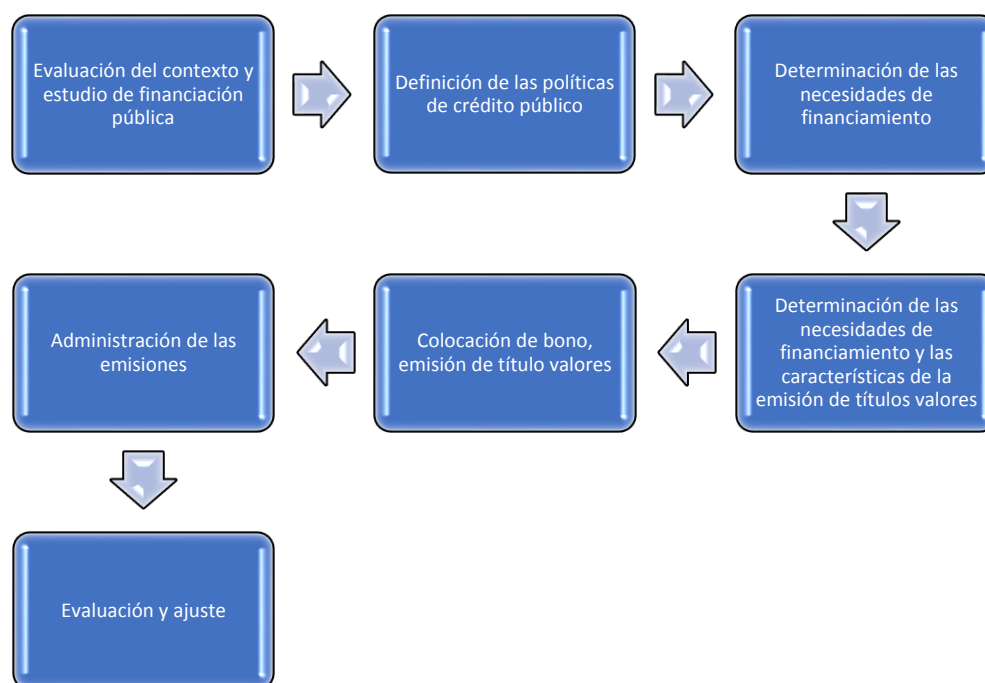 Evaluación del contexto y
estudio de financiación
pública
Definición de las políticas
de crédito público
Determinación de las
necesidades de
financiamiento
Determinación de las
necesidades de
financiamiento y las
características de la
emisión de títulos valores
Colocación de bono,
emisión de título valores
Administración de las
emisiones
Evaluación y ajuste